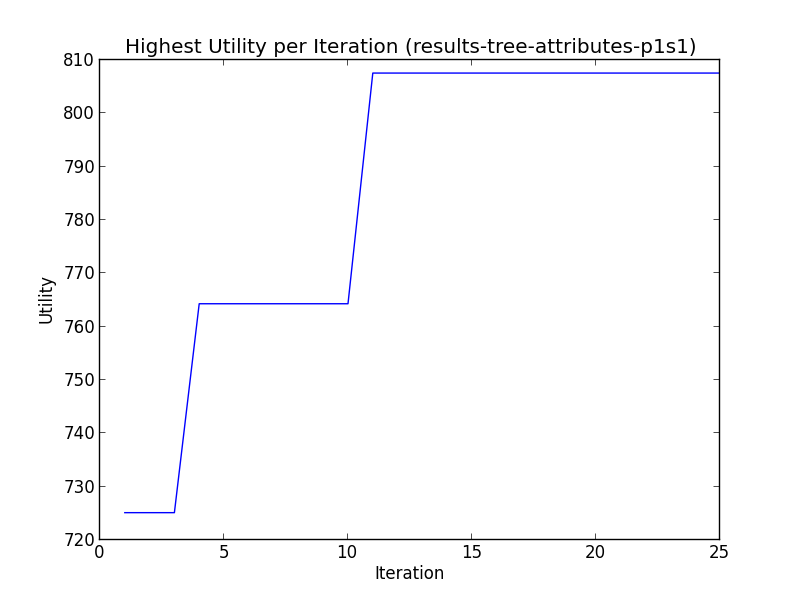 Highest Utility per Iteration (results-tree-attributes-p1s1)
810
800
790
780
770
760
750
740
730
720
Utility
0 5 10 15 20 25
Iteration